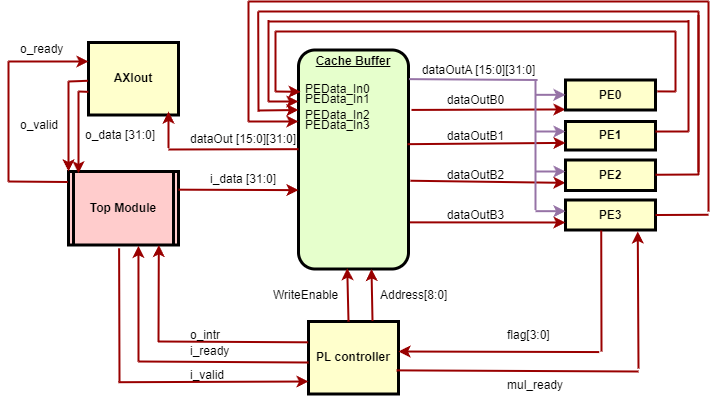 o_ready
Cache Buffer
AXIout
dataOutA [15:0][31:0]
PEData_In0
PEData_In1
PEData_In2
PEData_In3
PE0
dataOutB0
o_valid
o_data [31:0]
dataOut [15:0][31:0]
dataOutB1
PE1
i_data [31:0]
dataOutB2
PE2
Top Module
dataOutB3
PE3
WriteEnable
Address[8:0]
o_intr
i_ready
i_valid
PL controller
flag[3:0]
mul_ready